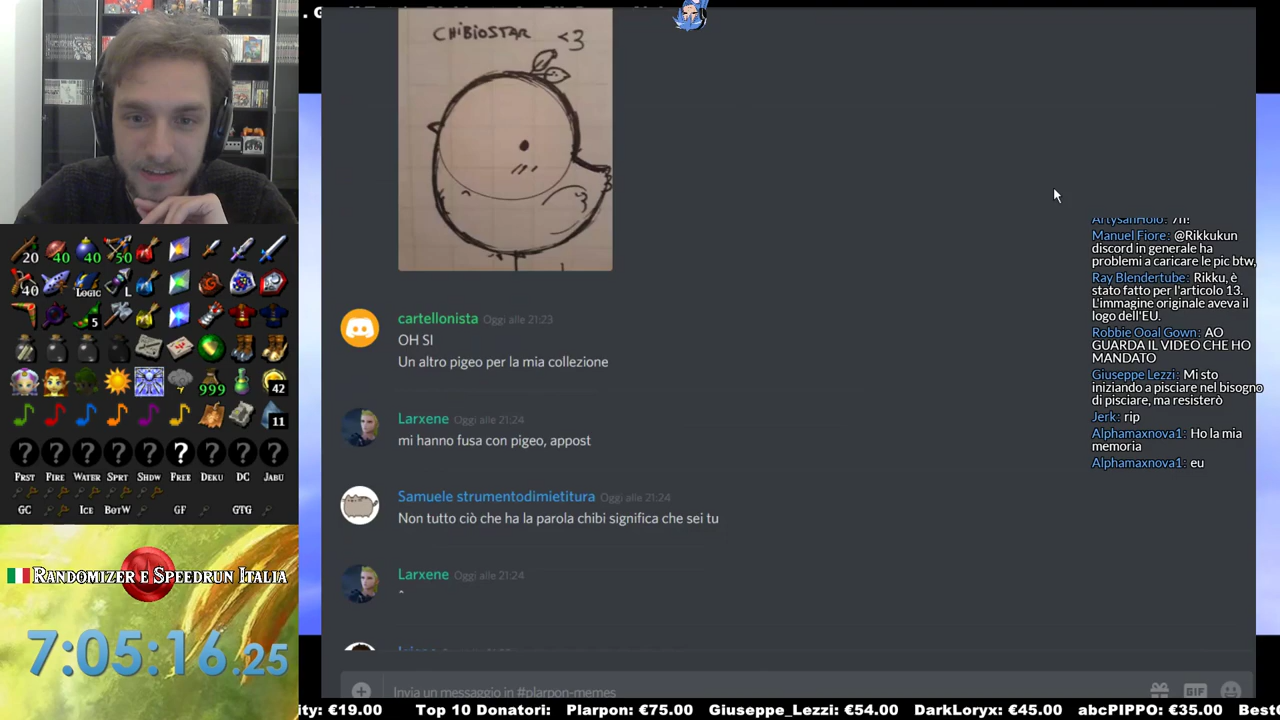 CHIBIOSTAR <3
cartellonista Oggi alle 21:23
OH SI
Un altro pigeo per la mia collezione
Larxene Oggi alle 21:24
mi hanno fusa con pigeo, appost
Samuele strumentodimietitura Oggi alle 21:24
Non tutto ciò che ha la parola chibi significa che sei tu
Larxene Oggi alle 21:24
^
Invia un messaggio in #plarpon-memes
GIF
ArtysanHolo: /h!
Manuel Fiore: @Rikkukun
discord in generale ha
problemi a caricare le pic btw,
Ray Blendertube: Rikku, è
stato fatto per l'articolo 13.
L'immagine originale aveva il
logo dell'EU.
Robbie Ooal Gown: AO
GUARDA IL VIDEO CHE HO
MANDATO
Giuseppe Lezzi: Mi sto
iniziando a pisciare nel bisogno
di pisciare, ma resisterò
Jerk: rip
Alphamaxnova1: Ho la mia
memoria
Alphamaxnova1: eu
20 40 40 50
40 LOGIC L
5
999 42
11
? ? ? ? ? ? ? ? ?
FRST FIRE WATER SPRT SHDW FREE DEKU DC JABU
GC ICE BOTW GF GTG
RANDOMIZER E SPEEDRUN ITALIA
7:05:16.25
ity: €19.00 Top 10 Donatori: Plarpon: €75.00 Giuseppe_Lezzi: €54.00 DarkLoryx: €45.00 abcPIPPO: €35.00 Best